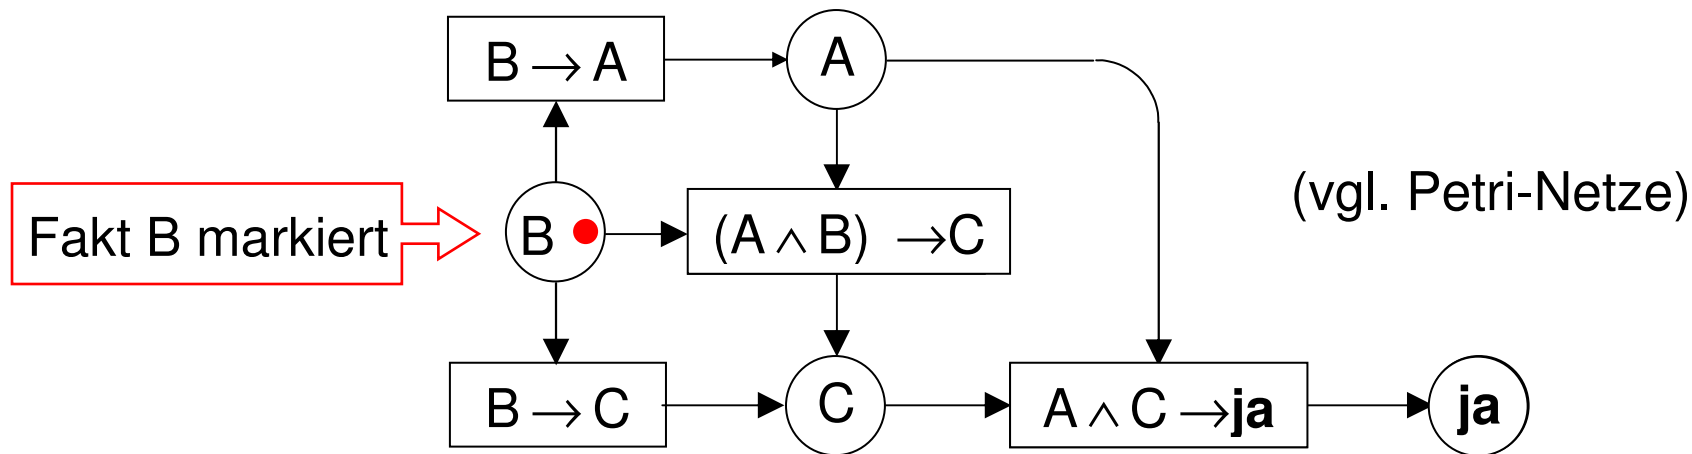 B → A
A
(vgl. Petri-Netze)
Fakt B markiert
B
(A ∧ B) → C
B → C
C
A ∧ C → ja
ja